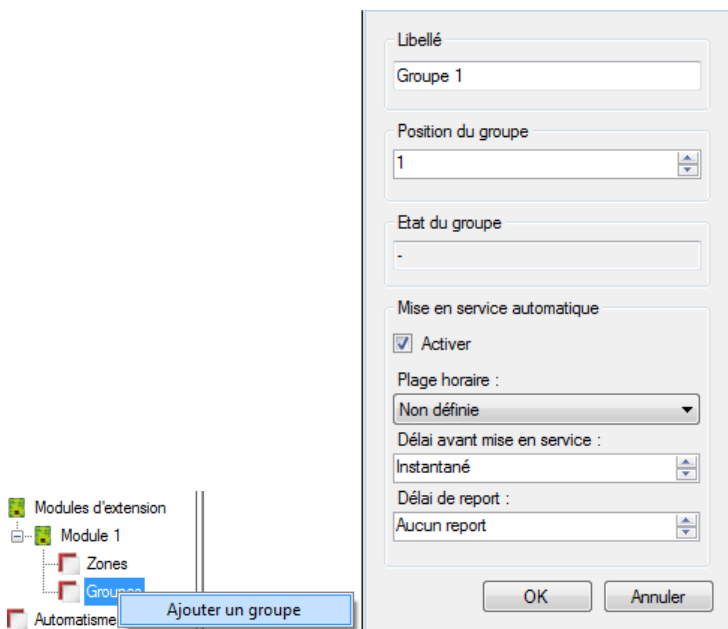 Modules d'extension
Module 1
Zones
Groupe
Automatisme
Ajouter un groupe
Libellé
Groupe 1
Position du groupe
1
Etat du groupe
-
Mise en service automatique
Activer
Plage horaire :
Non définie
Délai avant mise en service :
Instantané
Délai de report :
Aucun report
OK
Annuler